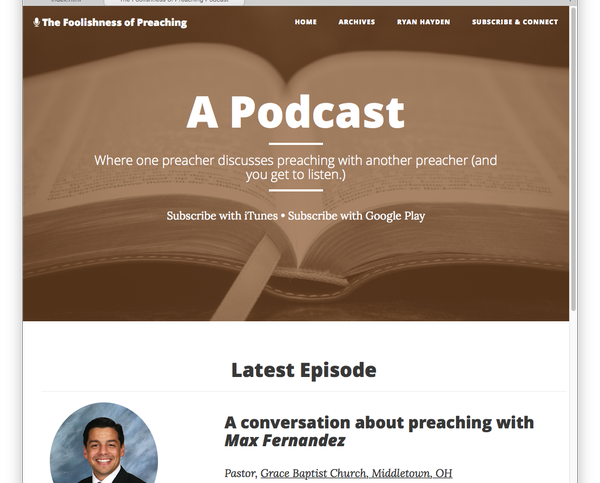 The Foolishness of Preaching Podcast
The Foolishness of Preaching HOME ARCHIVES RYAN HAYDEN SUBSCRIBE & CONNECT
A Podcast
Where one preacher discusses preaching with another preacher (and
you get to listen.)
Subscribe with iTunes • Subscribe with Google Play
Latest Episode
A conversation about preaching with
Max Fernandez
Pastor, Grace Baptist Church, Middletown, OH